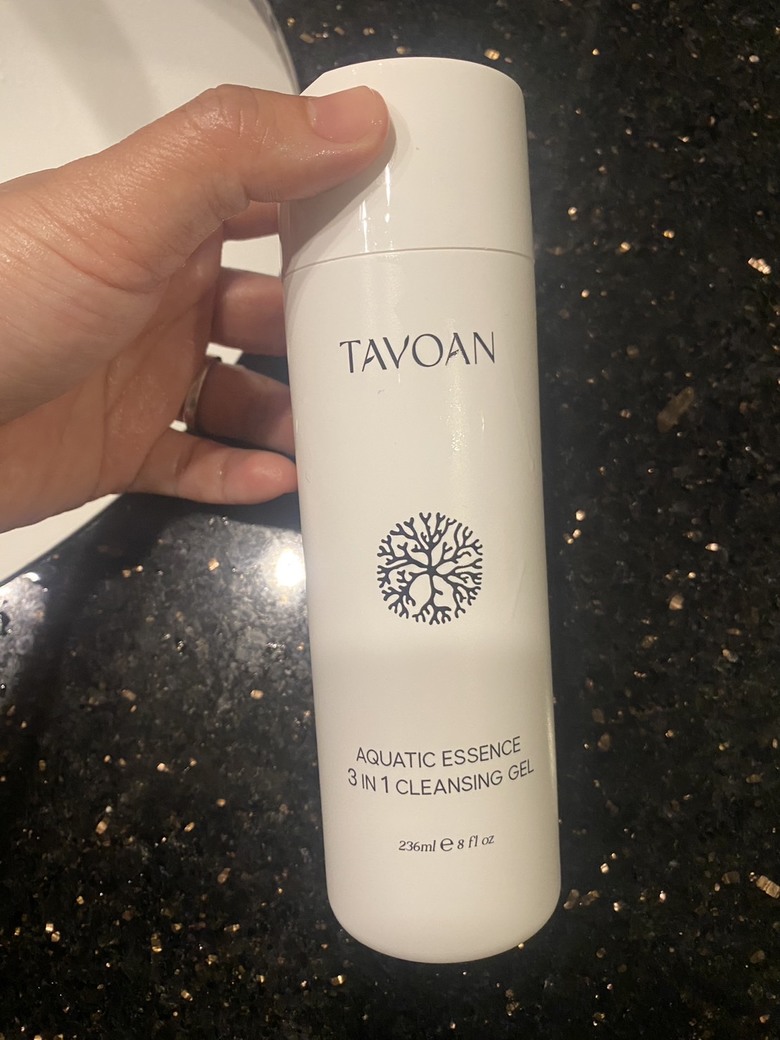 TAVOAN
AQUATIC ESSENCE
3 IN 1 CLEANSING GEL
236ml ℮ 8 fl oz